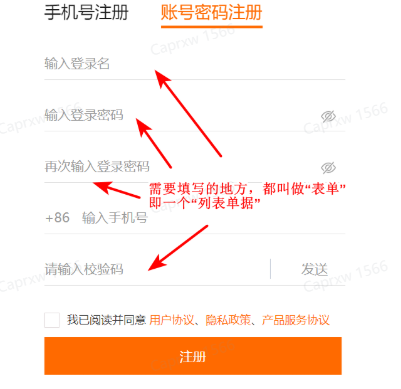 手机号注册 账号密码注册
输入登录名
输入登录密码
再次输入登录密码
需要填写的地方，都叫做“表单”
即一个“列表单据”
+86 输入手机号
请输入校验码 发送
我已阅读并同意 用户协议、隐私政策、产品服务协议
注册
Caprxw 1566
Caprxw 1566
Caprxw 1566